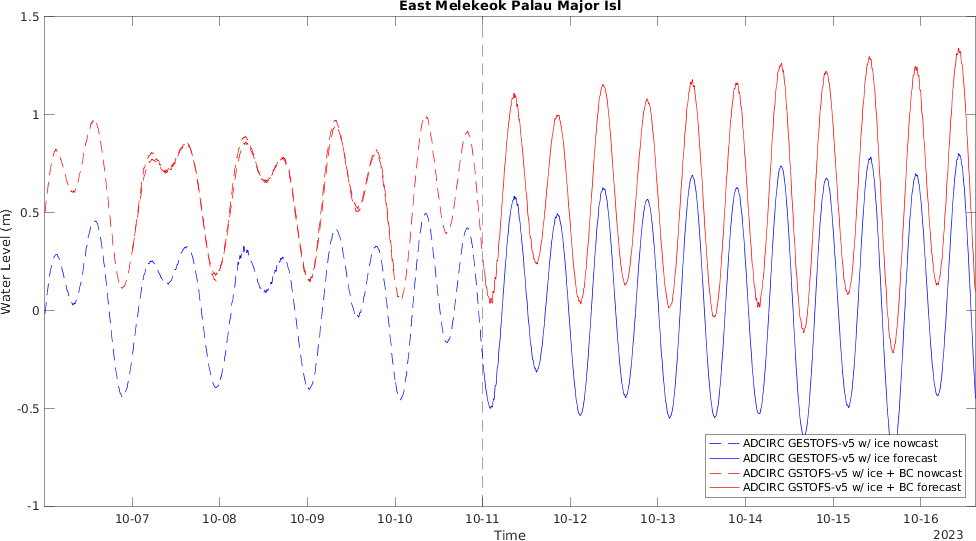 East Melekeok Palau Major Isl
1.5
1
0.5
0
-0.5
-1
Water Level (m)
10-07
10-08
10-09
10-10
10-11
10-12
10-13
10-14
10-15
10-16
Time
2023
ADCIRC GESTOFS-v5 w/ ice nowcast
ADCIRC GESTOFS-v5 w/ ice forecast
ADCIRC GSTOFS-v5 w/ ice + BC nowcast
ADCIRC GSTOFS-v5 w/ ice + BC forecast